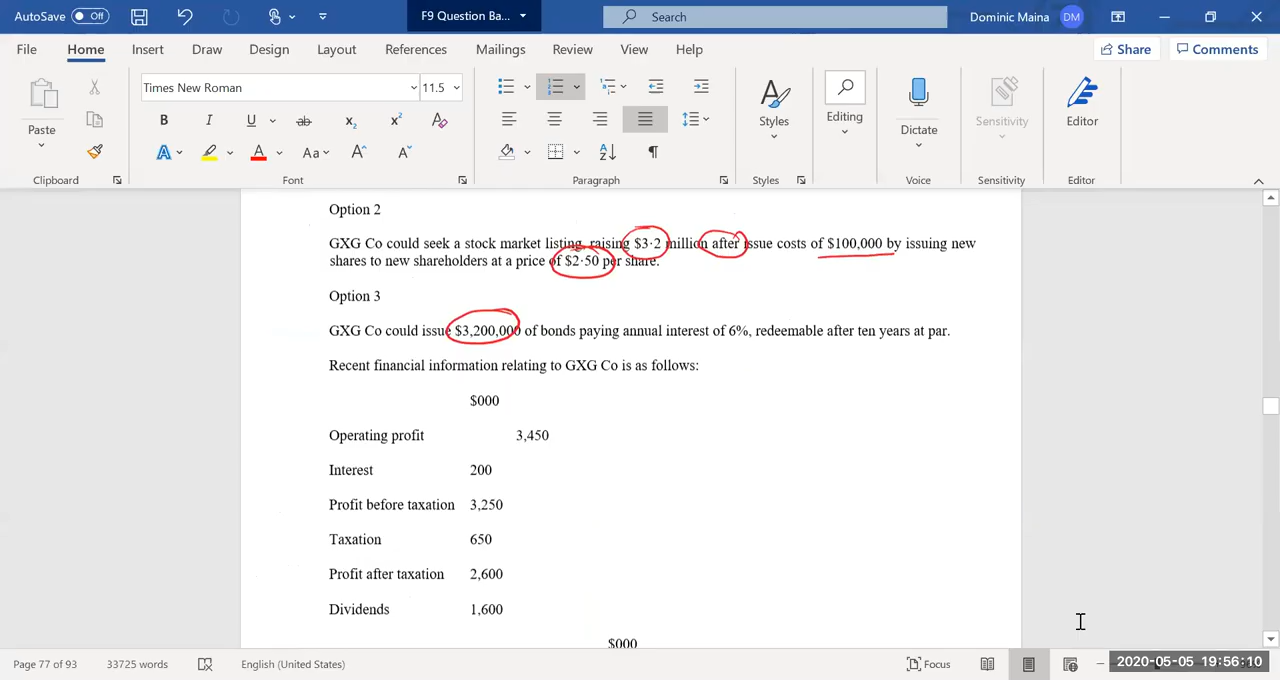 AutoSave Off
F9 Question Ba...
Search
Dominic Maina DM
File Home Insert Draw Design Layout References Mailings Review View Help Share Comments
Times New Roman 11.5
Paste
Styles
Editing
Dictate
Sensitivity
Editor
Clipboard Font Paragraph Styles Voice Sensitivity Editor
Option 2
GXG Co could seek a stock market listing, raising $3·2 million after issue costs of $100,000 by issuing new
shares to new shareholders at a price of $2·50 per share.
Option 3
GXG Co could issue $3,200,000 of bonds paying annual interest of 6%, redeemable after ten years at par.
Recent financial information relating to GXG Co is as follows:
$000
Operating profit 3,450
Interest 200
Profit before taxation 3,250
Taxation 650
Profit after taxation 2,600
Dividends 1,600
$000
Page 77 of 93 33725 words English (United States) Focus 2020-05-05 19:56:10